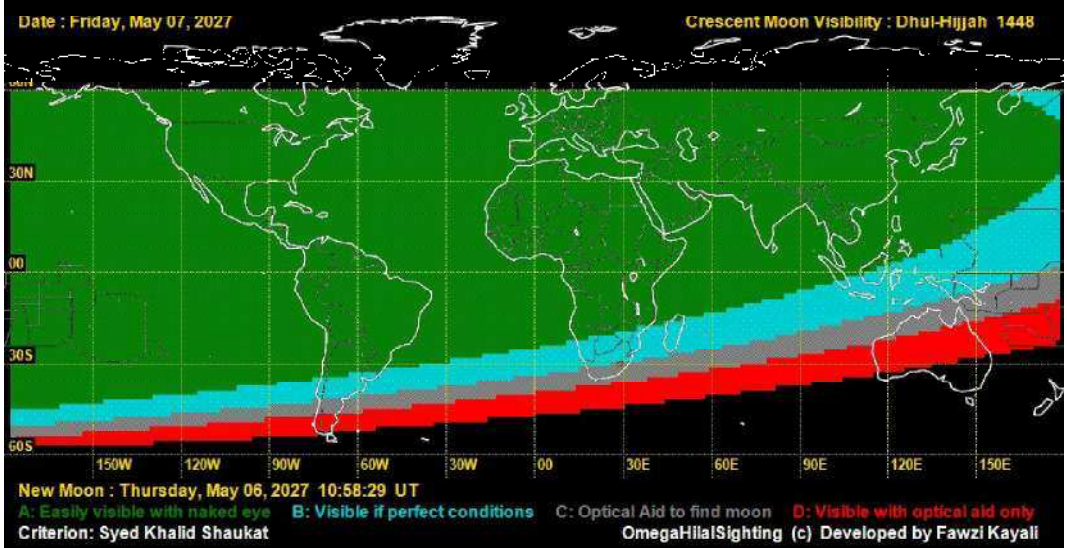 Date : Friday, May 07, 2027
Crescent Moon Visibility : Dhul-Hijjah 1448
60N
30N
00
30S
60S
150W 120W 90W 60W 30W 00 30E 60E 90E 120E 150E
New Moon : Thursday, May 06, 2027 10:58:29 UT
A: Easily visible with naked eye B: Visible if perfect conditions C: Optical Aid to find moon D: Visible with optical aid only
Criterion: Syed Khalid Shaukat OmegaHilalSighting (c) Developed by Fawzi Kayali